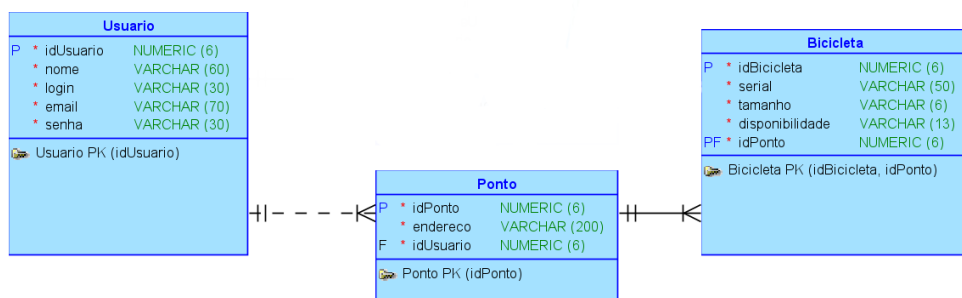 Usuario
P * idUsuario NUMERIC (6)
* nome VARCHAR (60)
* login VARCHAR (30)
* email VARCHAR (70)
* senha VARCHAR (30)
Usuario PK (idUsuario)
Ponto
P * idPonto NUMERIC (6)
* endereco VARCHAR (200)
F * idUsuario NUMERIC (6)
Ponto PK (idPonto)
Bicicleta
P * idBicicleta NUMERIC (6)
* serial VARCHAR (50)
* tamanho VARCHAR (6)
* disponibilidade VARCHAR (13)
PF * idPonto NUMERIC (6)
Bicicleta PK (idBicicleta, idPonto)